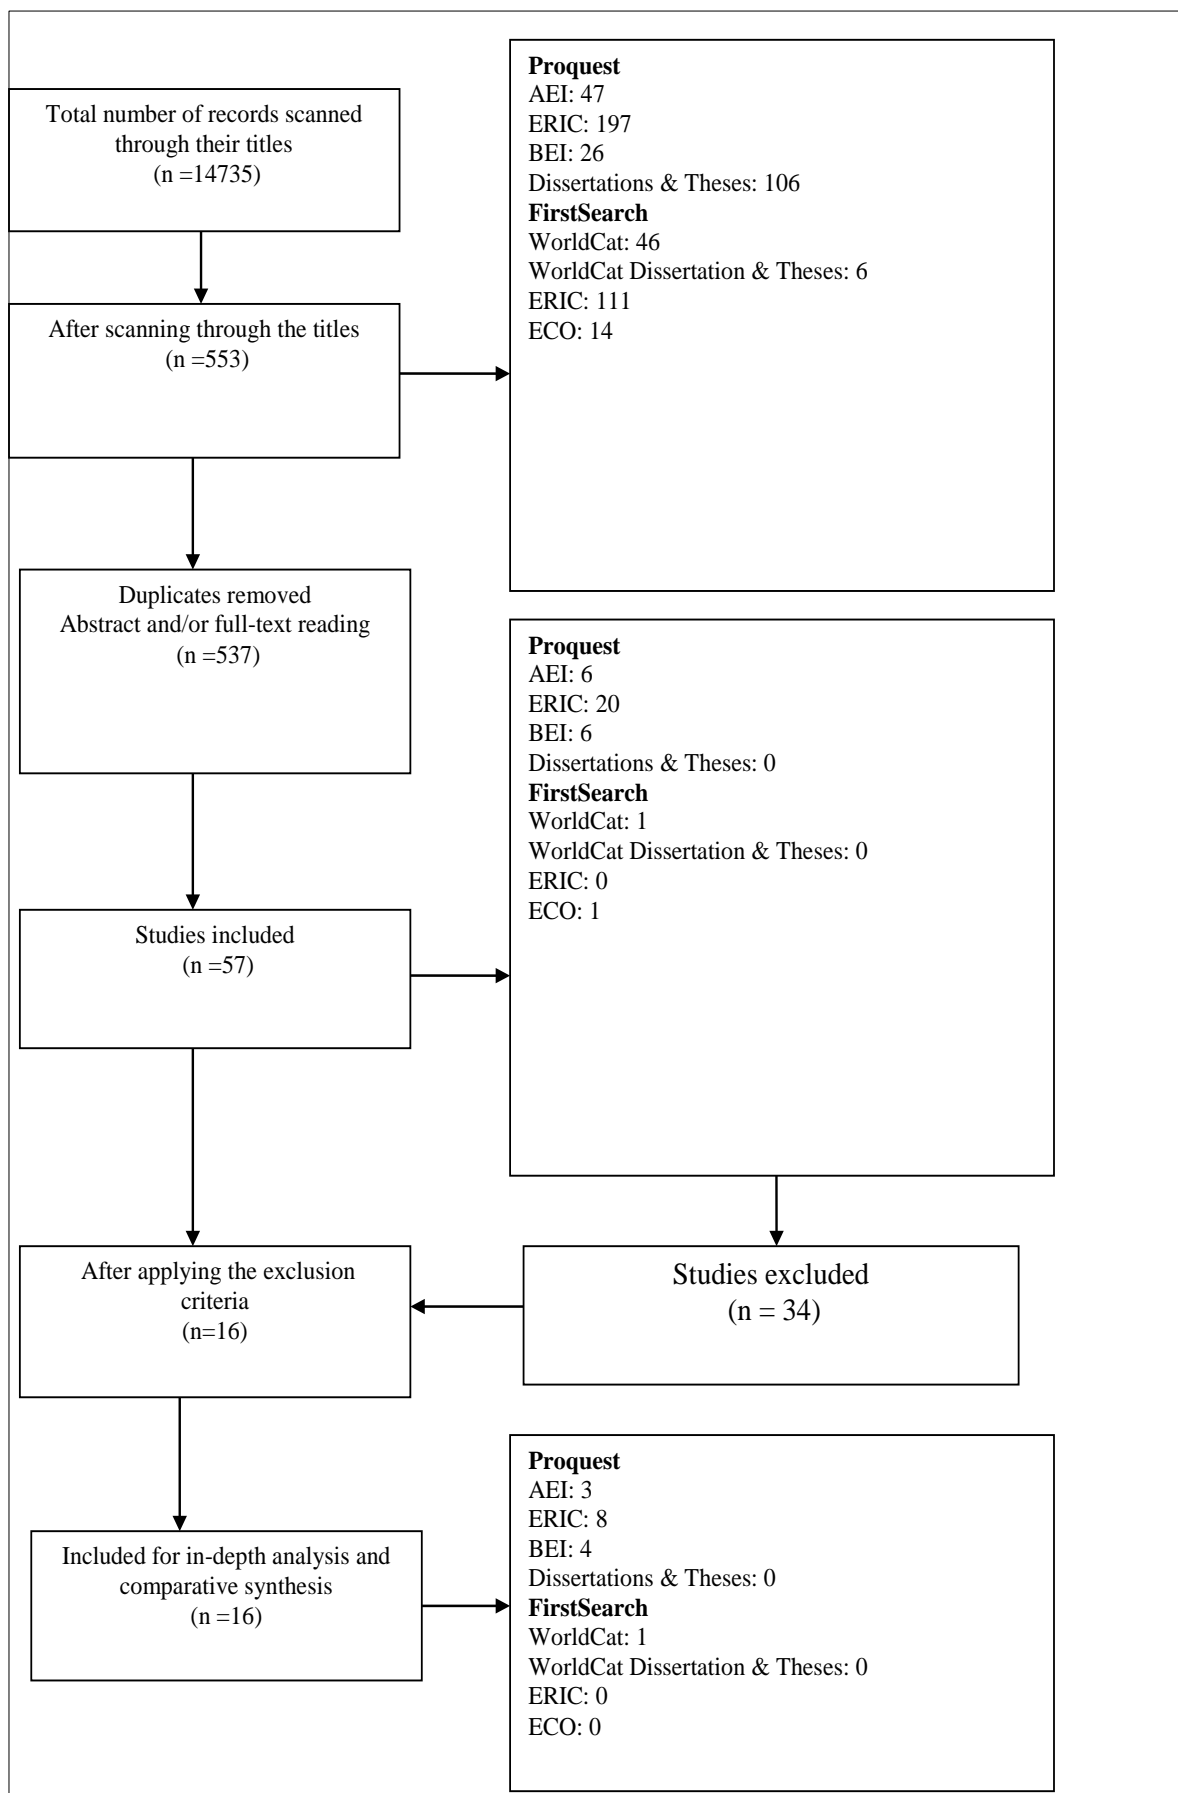 Total number of records scanned
through their titles
(n =14735)
Proquest
AEI: 47
ERIC: 197
BEI: 26
Dissertations & Theses: 106
FirstSearch
WorldCat: 46
WorldCat Dissertation & Theses: 6
ERIC: 111
ECO: 14
After scanning through the titles
(n =553)
Duplicates removed
Abstract and/or full-text reading
(n =537)
Proquest
AEI: 6
ERIC: 20
BEI: 6
Dissertations & Theses: 0
FirstSearch
WorldCat: 1
WorldCat Dissertation & Theses: 0
ERIC: 0
ECO: 1
Studies included
(n =57)
After applying the exclusion
criteria
(n=16)
Studies excluded
(n = 34)
Included for in-depth analysis and
comparative synthesis
(n =16)
Proquest
AEI: 3
ERIC: 8
BEI: 4
Dissertations & Theses: 0
FirstSearch
WorldCat: 1
WorldCat Dissertation & Theses: 0
ERIC: 0
ECO: 0